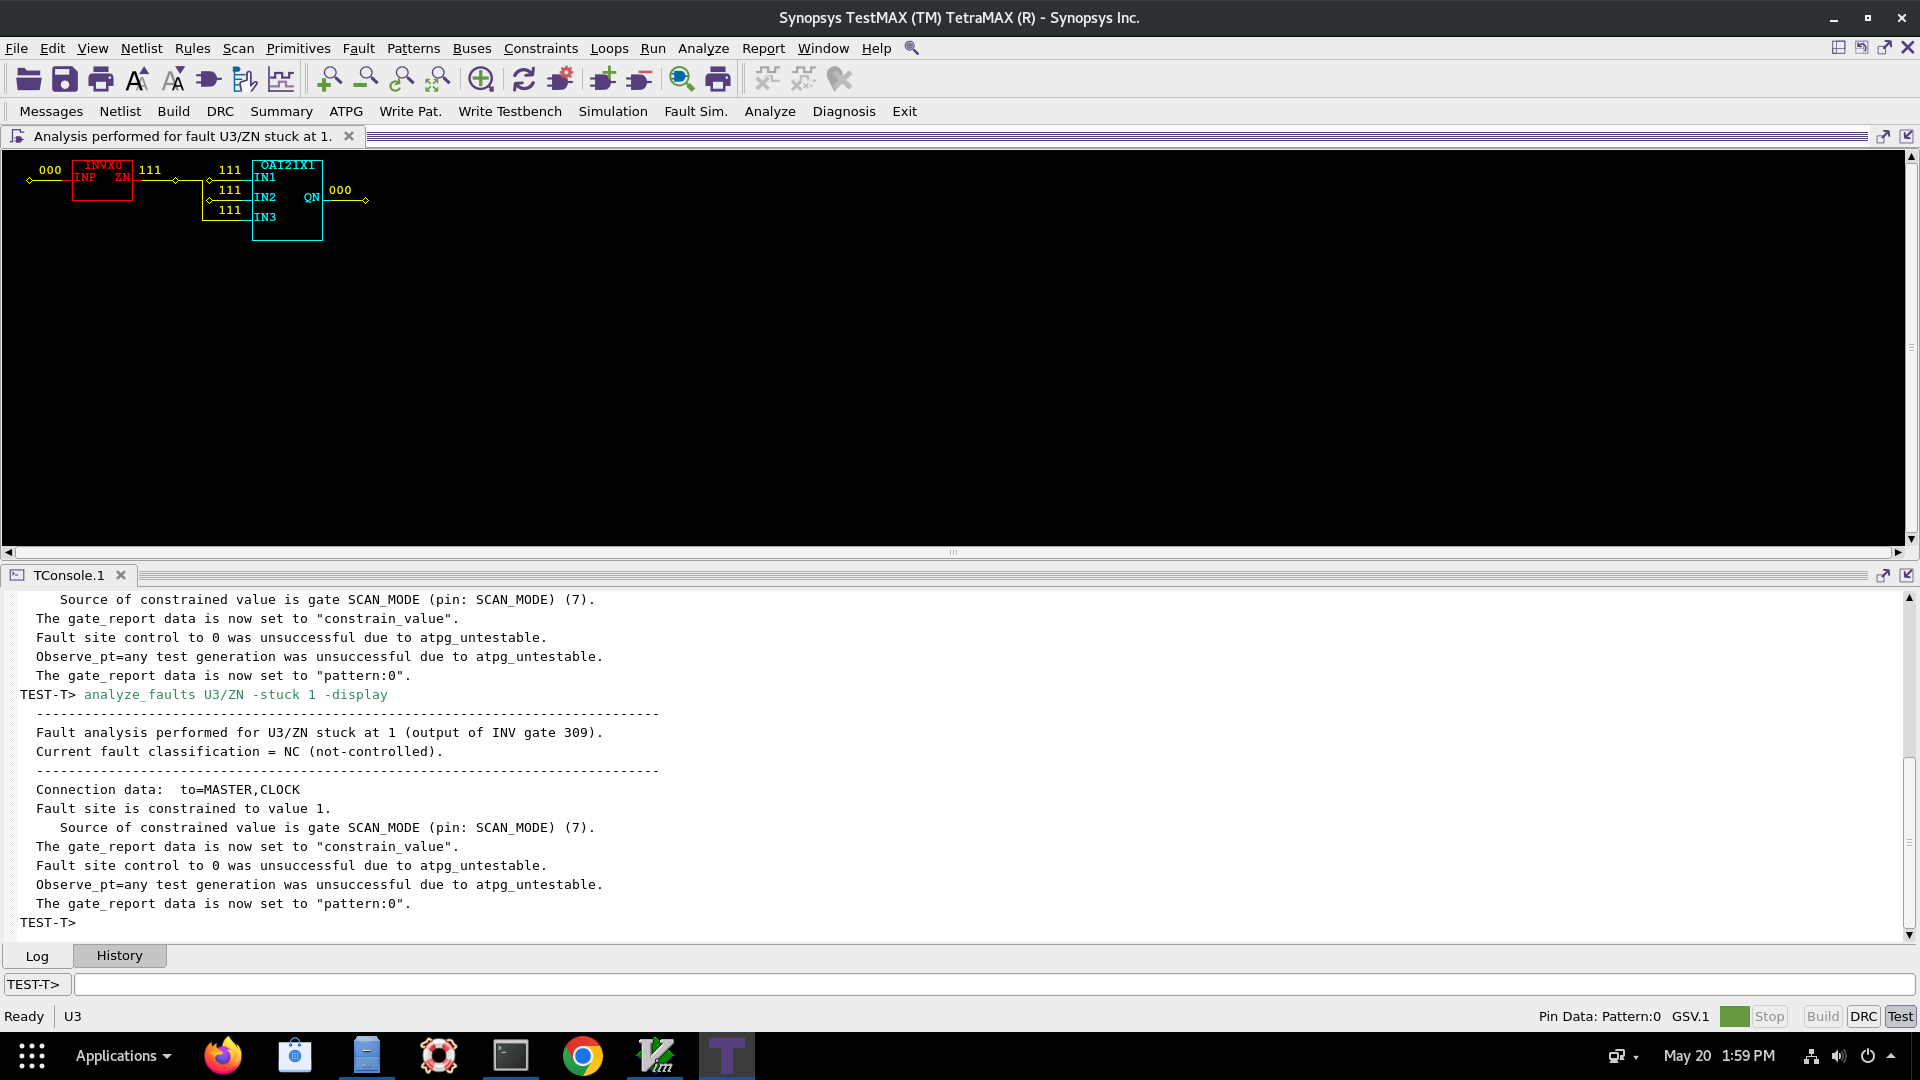 Synopsys TestMAX (TM) TetraMAX (R) - Synopsys Inc.
File Edit View Netlist Rules Scan Primitives Fault Patterns Buses Constraints Loops Run Analyze Report Window Help
Messages Netlist Build DRC Summary ATPG Write Pat. Write Testbench Simulation Fault Sim. Analyze Diagnosis Exit
Analysis performed for fault U3/ZN stuck at 1.
000 INVX0 111 111 OAI21X1
INP ZN IN1
111 000
IN2 QN
111
IN3
TConsole.1
Source of constrained value is gate SCAN_MODE (pin: SCAN_MODE) (7).
The gate_report data is now set to "constrain_value".
Fault site control to 0 was unsuccessful due to atpg_untestable.
Observe_pt=any test generation was unsuccessful due to atpg_untestable.
The gate_report data is now set to "pattern:0".
TEST-T> analyze_faults U3/ZN -stuck 1 -display
------------------------------------------------------------------------------
Fault analysis performed for U3/ZN stuck at 1 (output of INV gate 309).
Current fault classification = NC (not-controlled).
------------------------------------------------------------------------------
Connection data:  to=MASTER,CLOCK
Fault site is constrained to value 1.
Source of constrained value is gate SCAN_MODE (pin: SCAN_MODE) (7).
The gate_report data is now set to "constrain_value".
Fault site control to 0 was unsuccessful due to atpg_untestable.
Observe_pt=any test generation was unsuccessful due to atpg_untestable.
The gate_report data is now set to "pattern:0".
TEST-T>
Log History
TEST-T>
Ready U3 Pin Data: Pattern:0 GSV.1 Stop Build DRC Test
Applications May 20 1:59 PM